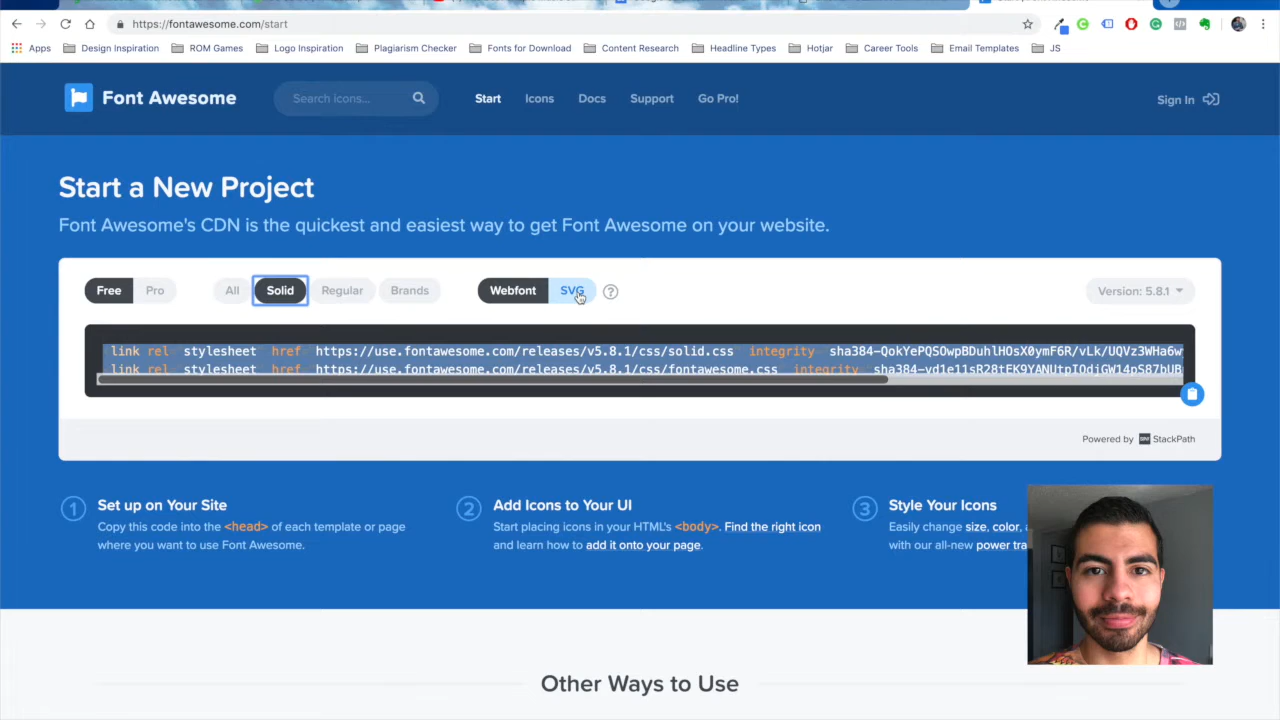 https://fontawesome.com/start
Apps Design Inspiration ROM Games Logo Inspiration Plagiarism Checker Fonts for Download Content Research Headline Types Hotjar Career Tools Email Templates JS
Font Awesome Search icons... Start Icons Docs Support Go Pro! Sign In
Start a New Project
Font Awesome's CDN is the quickest and easiest way to get Font Awesome on your website.
Free Pro All Solid Regular Brands Webfont SVG ? Version: 5.8.1
link rel stylesheet href https://use.fontawesome.com/releases/v5.8.1/css/solid.css integrity
link rel stylesheet href https://use.fontawesome.com/releases/v5.8.1/css/fontawesome.css integrity
Powered by StackPath
1 Set up on Your Site
Copy this code into the <head> of each template or page
where you want to use Font Awesome.
2 Add Icons to Your UI
Start placing icons in your HTML's <body>. Find the right icon
and learn how to add it onto your page.
3 Style Your Icons
Easily change size, color,
with our all-new power tra
Other Ways to Use